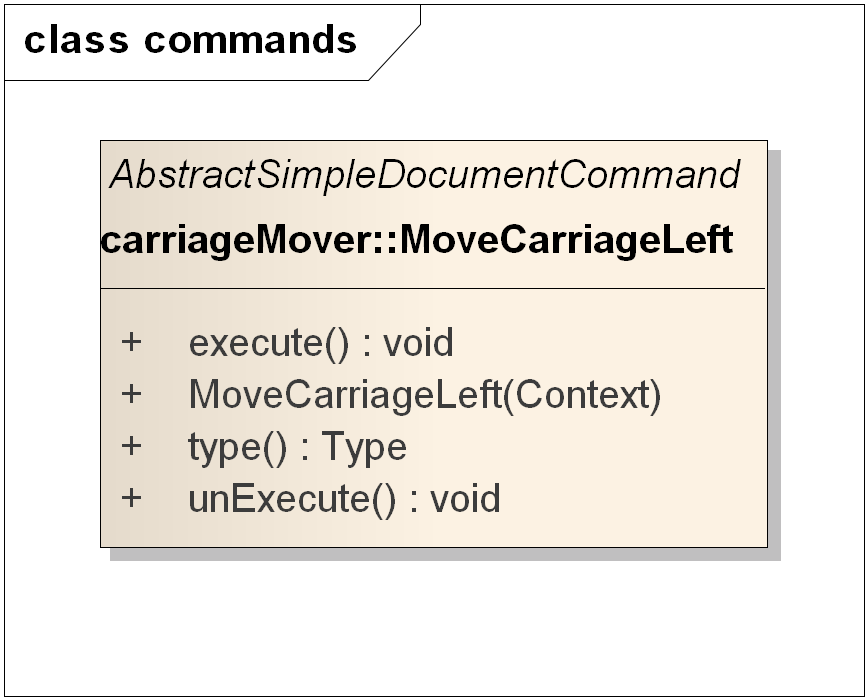 class commands
AbstractSimpleDocumentCommand
carriageMover::MoveCarriageLeft
+ execute() : void
+ MoveCarriageLeft(Context)
+ type() : Type
+ unExecute() : void